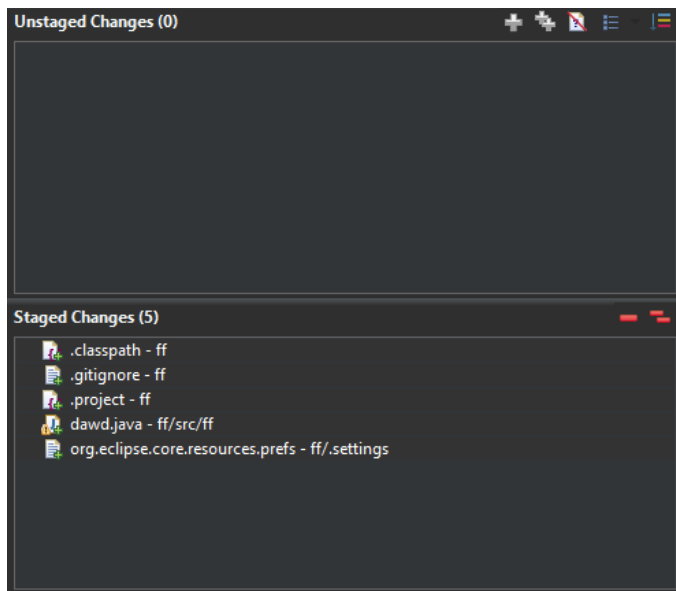 Unstaged Changes (0)
Staged Changes (5)
.classpath - ff
.gitignore - ff
.project - ff
dawd.java - ff/src/ff
org.eclipse.core.resources.prefs - ff/.settings